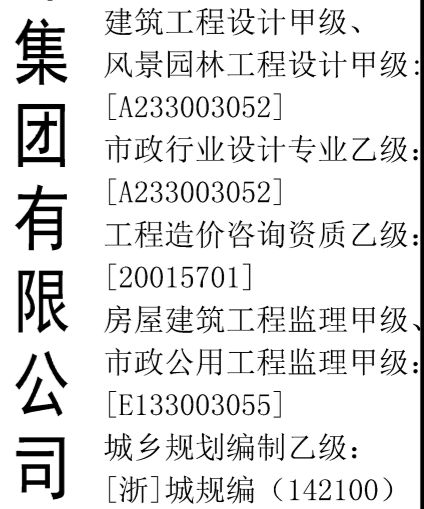 集团有限公司
建筑工程设计甲级、
风景园林工程设计甲级:
[A233003052]
市政行业设计专业乙级:
[A233003052]
工程造价咨询资质乙级:
[20015701]
房屋建筑工程监理甲级、
市政公用工程监理甲级:
[E133003055]
城乡规划编制乙级:
[浙]城规编（142100）